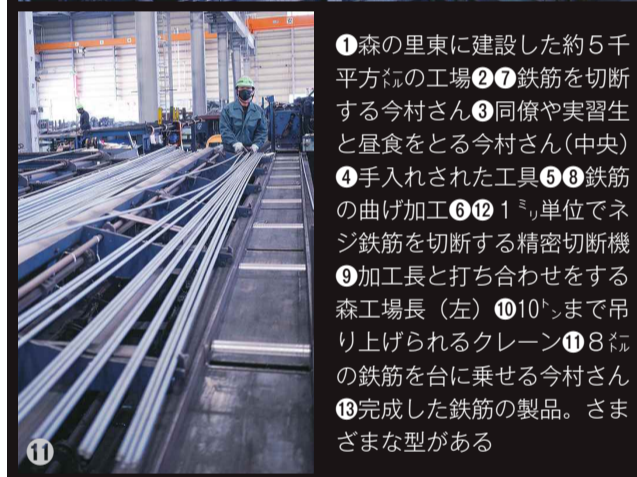 ❶森の里東に建設した約５千
平方㍍の工場❷❼鉄筋を切断
する今村さん❸同僚や実習生
と昼食をとる今村さん（中央）
❹手入れされた工具❺❽鉄筋
の曲げ加工❻⓬１㍉単位でネ
ジ鉄筋を切断する精密切断機
❾加工長と打ち合わせをする
森工場長（左）❿10㌧まで吊
り上げられるクレーン⓫８㍍
の鉄筋を台に乗せる今村さん
⓭完成した鉄筋の製品。さま
ざまな型がある
⓫